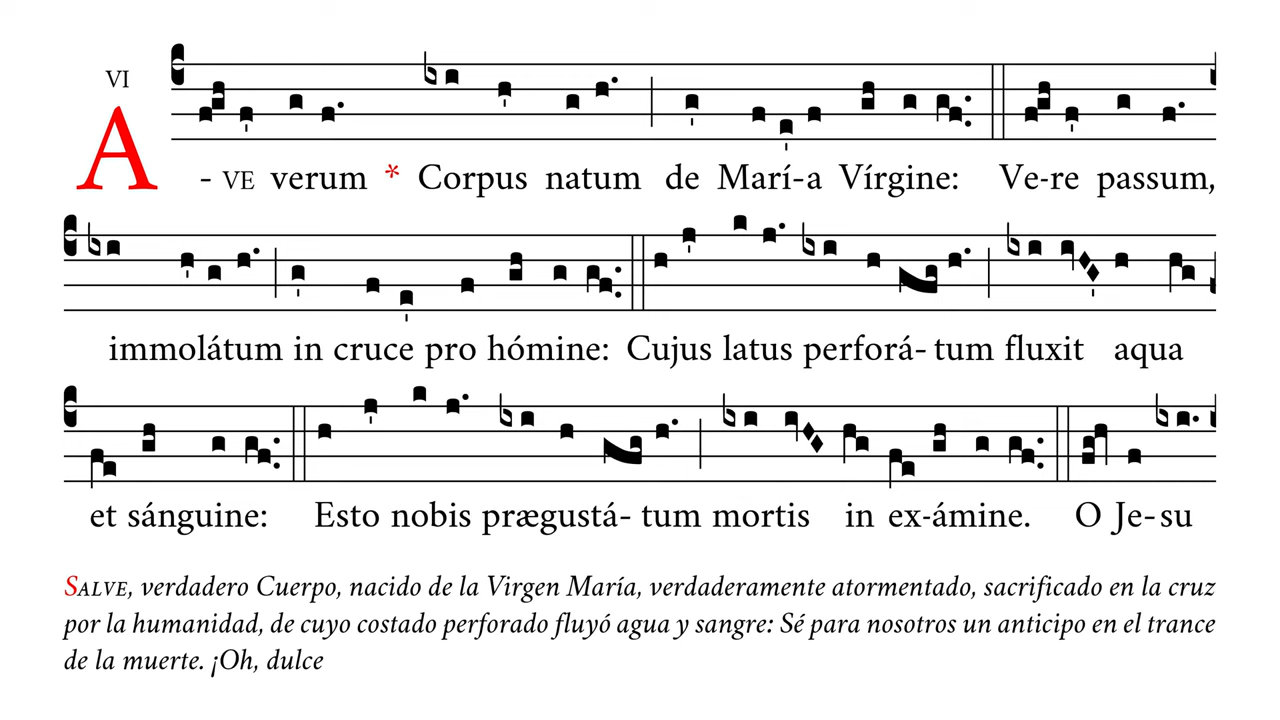 VI
A - VE verum * Corpus natum de Marí-a Vírgine: Ve-re passum,
immolátum in cruce pro hómine: Cujus latus perforá- tum fluxit aqua
et sánguine: Esto nobis prægustá- tum mortis in ex-ámine. O Je-su
SALVE, verdadero Cuerpo, nacido de la Virgen María, verdaderamente atormentado, sacrificado en la cruz
por la humanidad, de cuyo costado perforado fluyó agua y sangre: Sé para nosotros un anticipo en el trance
de la muerte. ¡Oh, dulce